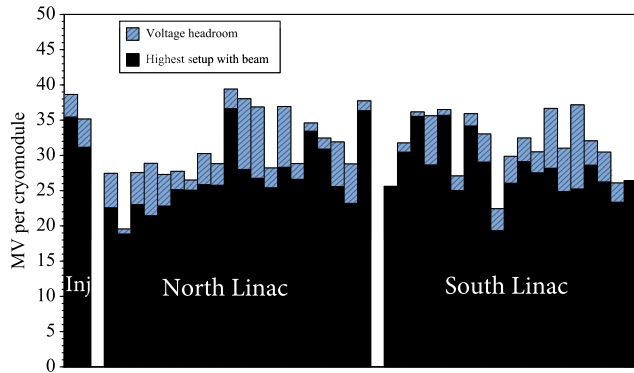 50
45
40
35
30
25
20
15
10
5
0
MV per cryomodule
Voltage headroom
Highest setup with beam
Inj
North Linac
South Linac